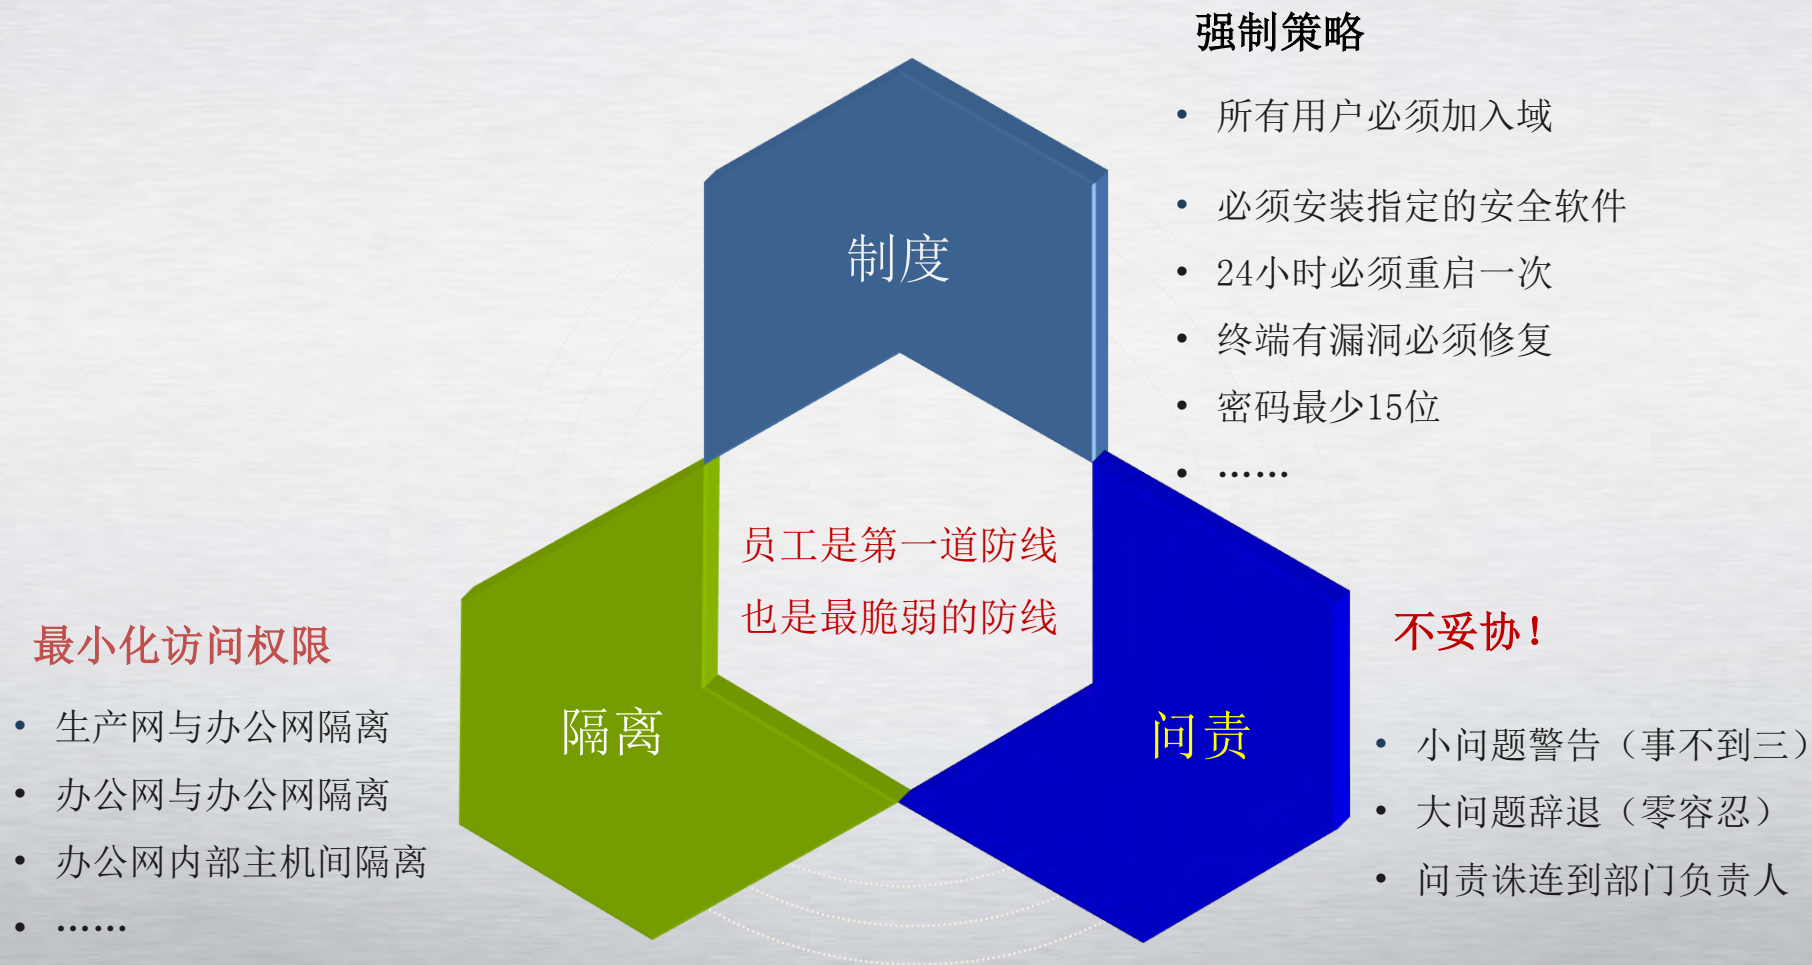 强制策略
• 所有用户必须加入域
• 必须安装指定的安全软件
• 24小时必须重启一次
• 终端有漏洞必须修复
• 密码最少15位
• ……
制度
员工是第一道防线
也是最脆弱的防线
最小化访问权限
• 生产网与办公网隔离
• 办公网与办公网隔离
• 办公网内部主机间隔离
• ……
隔离
问责
不妥协！
• 小问题警告（事不到三）
• 大问题辞退（零容忍）
• 问责诛连到部门负责人